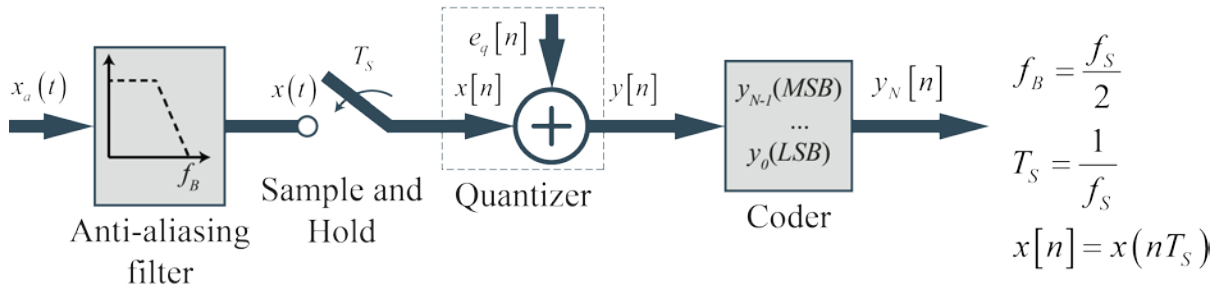 x_a(t)
f_B
Anti-aliasing
filter
x(t)
T_S
Sample and
Hold
e_q[n]
x[n]
Quantizer
y[n]
y_{N-1}(MSB)
...
y_0(LSB)
Coder
y_N[n]
f_B = f_S / 2
T_S = 1 / f_S
x[n] = x(nT_S)